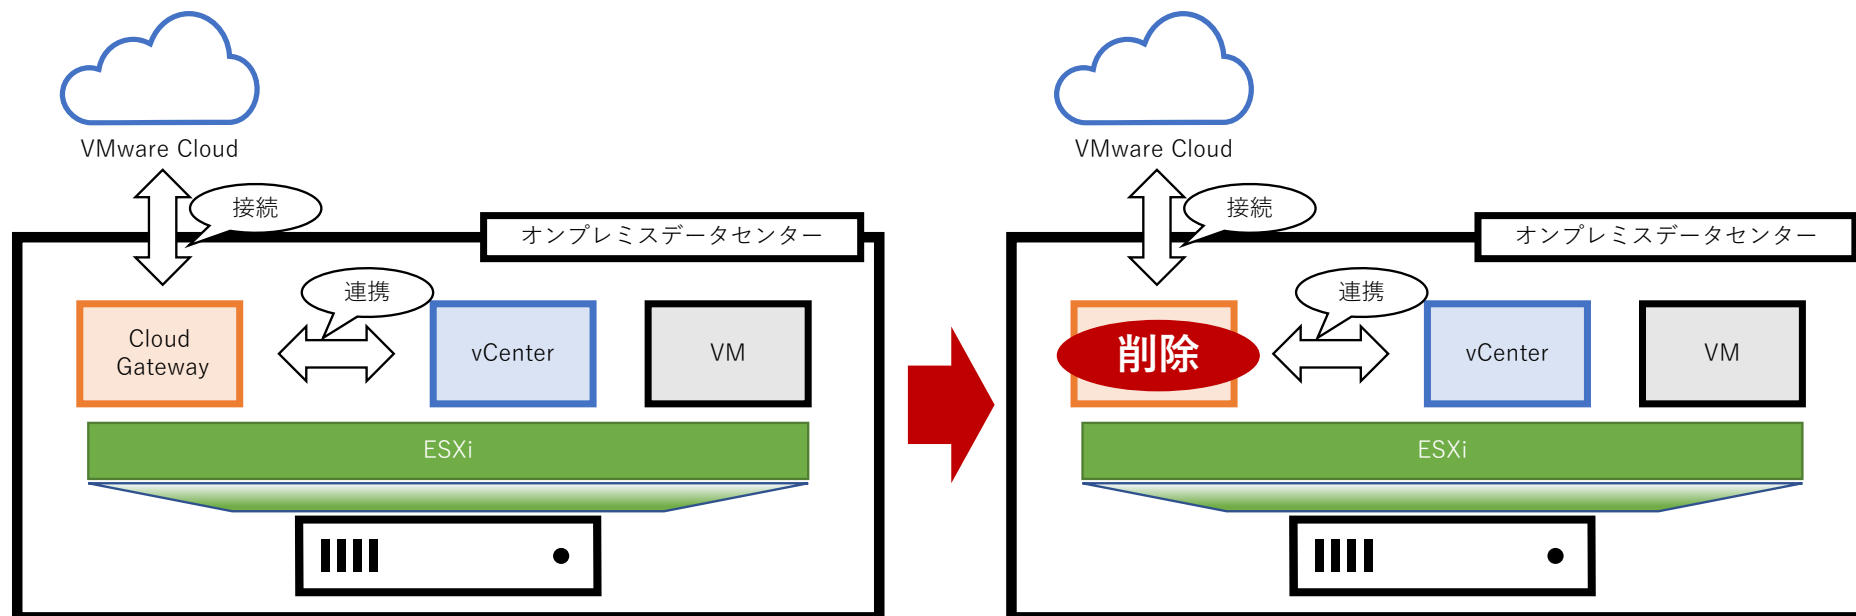 VMware Cloud
接続
オンプレミスデータセンター
連携
Cloud
Gateway
vCenter
VM
ESXi
VMware Cloud
接続
オンプレミスデータセンター
連携
削除
vCenter
VM
ESXi